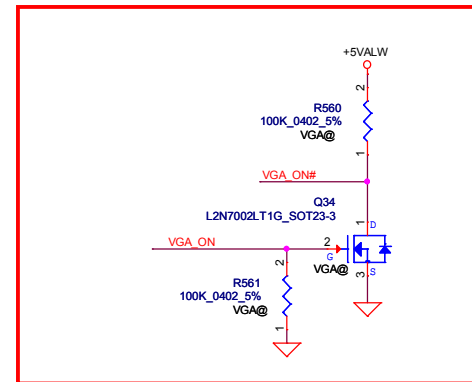 +5VALW
2
R560
100K_0402_5%
VGA@
1
VGA_ON#
Q34
L2N7002LT1G_SOT23-3
1
D
VGA_ON
2
G
VGA@
3
S
2
R561
100K_0402_5%
VGA@
1